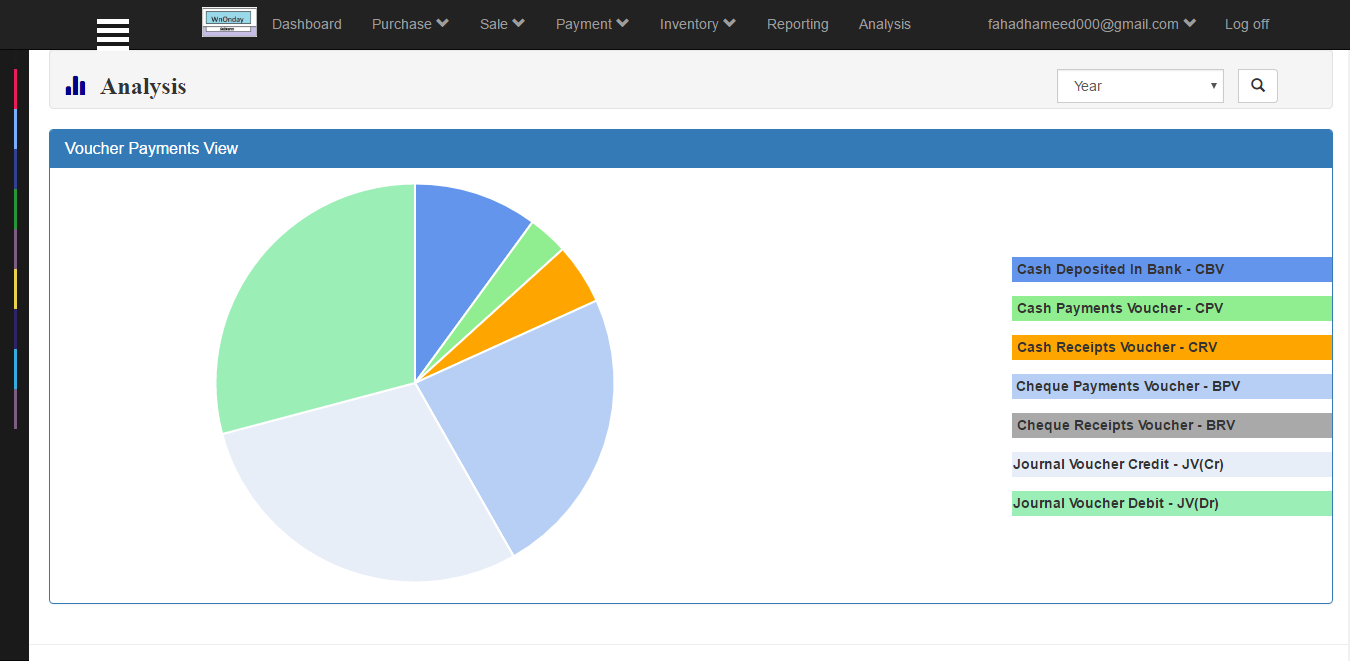 WnOnday
Dashboard
Purchase
Sale
Payment
Inventory
Reporting
Analysis
fahadhameed000@gmail.com
Log off
Analysis
Year
Voucher Payments View
Cash Deposited In Bank - CBV
Cash Payments Voucher - CPV
Cash Receipts Voucher - CRV
Cheque Payments Voucher - BPV
Cheque Receipts Voucher - BRV
Journal Voucher Credit - JV(Cr)
Journal Voucher Debit - JV(Dr)